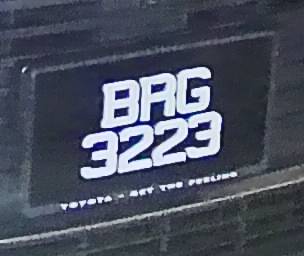 BRG
3223
TOYOTA - GET THE FEELING